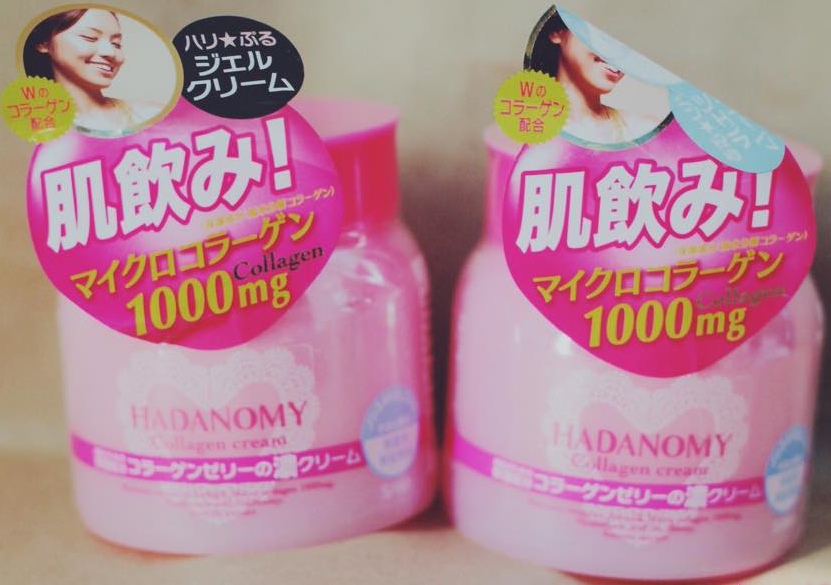 Wの
コラーゲン
配合
ハリ★ぷる
ジェル
クリーム
肌飲み!
マイクロコラーゲン
Collagen
1000mg
HADANOMY
Collagen cream
コラーゲンゼリーの濃クリーム
Wの
コラーゲン
配合
肌飲み!
マイクロコラーゲン
Collagen
1000mg
HADANOMY
Collagen cream
コラーゲンゼリーの濃クリーム